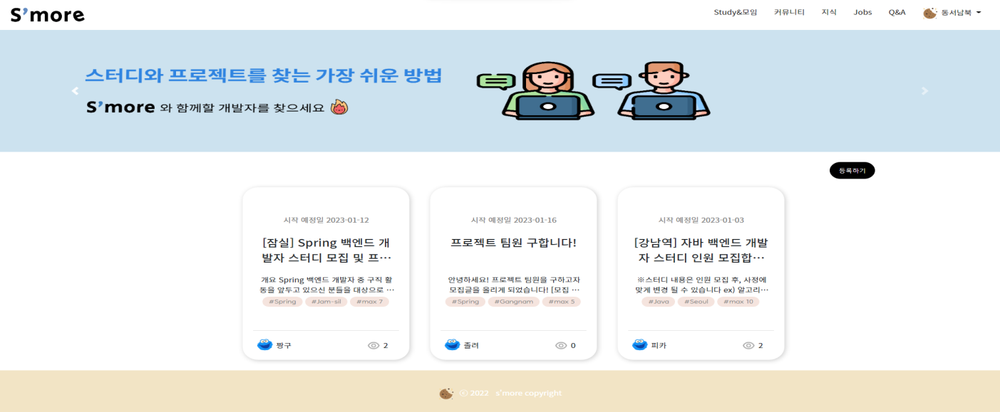 S'more
Study&모임 커뮤니티 지식 Jobs Q&A 동서남북
스터디와 프로젝트를 찾는 가장 쉬운 방법
S'more 와 함께할 개발자를 찾으세요
등록하기
시작 예정일 2023-01-12
[잠실] Spring 백엔드 개
발자 스터디 모집 및 프…
개요 Spring 백엔드 개발자 중 구직 활
동을 앞두고 있으신 분들을 대상으로 …
#Spring #Jam-sil #max 7
짱구 2
시작 예정일 2023-01-16
프로젝트 팀원 구합니다!
안녕하세요! 프로젝트 팀원을 구하고자
모집글을 올리게 되었습니다! [모집 …
#Spring #Gangnam #max 5
졸려 0
시작 예정일 2023-01-03
[강남역] 자바 백엔드 개발
자 스터디 인원 모집합…
※스터디 내용은 인원 모집 후, 사정에
맞게 변경 될 수 있습니다 ex) 알고리…
#Java #Seoul #max 10
피카 2
ⓒ 2022 s'more copyright